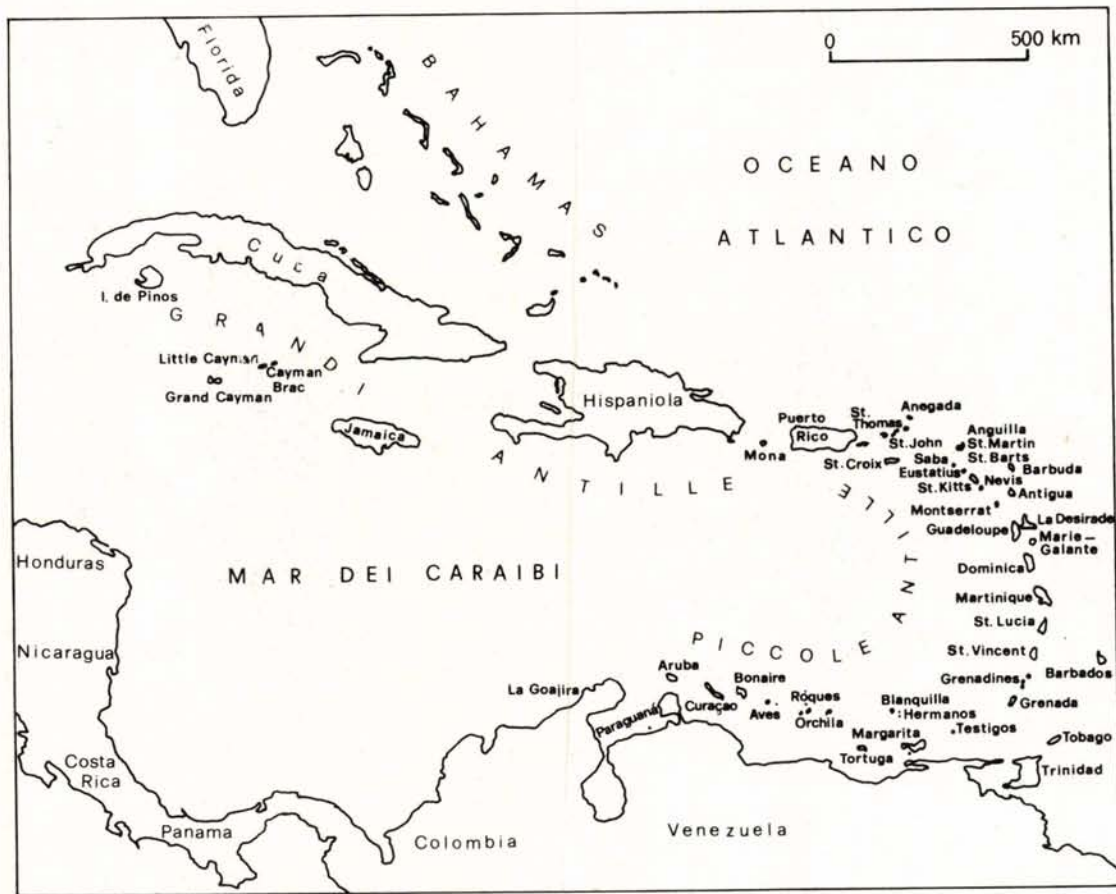 Florida
BAHAMAS
0 500 km
OCEANO
ATLANTICO
Cuca
I. de Pinos
GRANDI
Little Cayman
Cayman
Brac
Grand Cayman
Jamaica
Hispaniola
ANTILLE
Mona
Puerto
Rico
St.
Thomas
Anegada
St. John
St. Croix
Anguilla
St. Martin
St. Barts
Saba
Eustatius
St. Kitts
Nevis
Barbuda
Antigua
Montserrat
Guadeloupe
La Desirade
Marie-
Galante
Dominica
Martinique
St. Lucia
St. Vincent
Barbados
Grenadines
Grenada
PICCOLE ANTILLE
MAR DEI CARAIBI
Honduras
Nicaragua
Costa
Rica
Panama
Colombia
Venezuela
La Goajira
Paraguaná
Aruba
Curaçao
Bonaire
Aves
Roques
Orchila
Blanquilla
Hermanos
Margarita
Tortuga
Testigos
Tobago
Trinidad